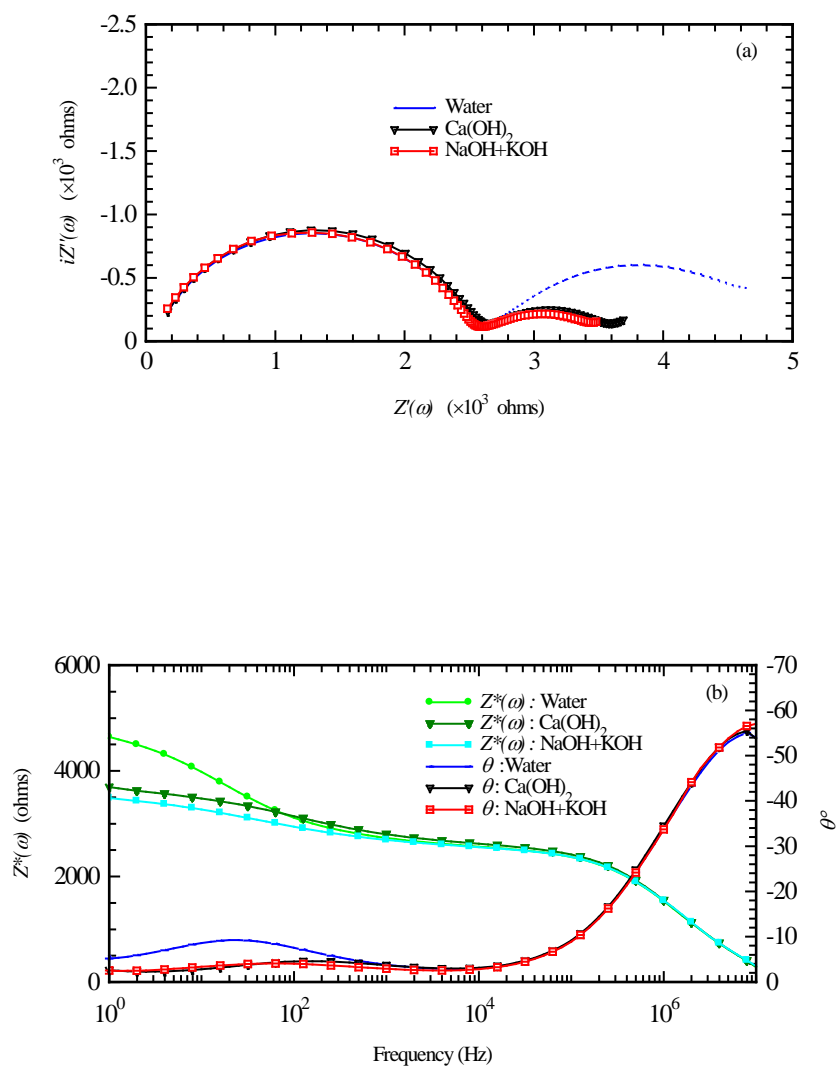 -2.5
(a)
-2.0
Water
Ca(OH)2
NaOH+KOH
-1.5
-1.0
-0.5
0
iZ"(ω) (×10³ ohms)
0 1 2 3 4 5
Z'(ω) (×10³ ohms)
6000
-70
(b)
Z*(ω) : Water
Z*(ω) : Ca(OH)2
Z*(ω) : NaOH+KOH
θ :Water
θ : Ca(OH)2
θ : NaOH+KOH
-60
-50
4000
-40
-30
2000
-20
-10
0
0
Z*(ω) (ohms)
θ°
10⁰ 10² 10⁴ 10⁶
Frequency (Hz)